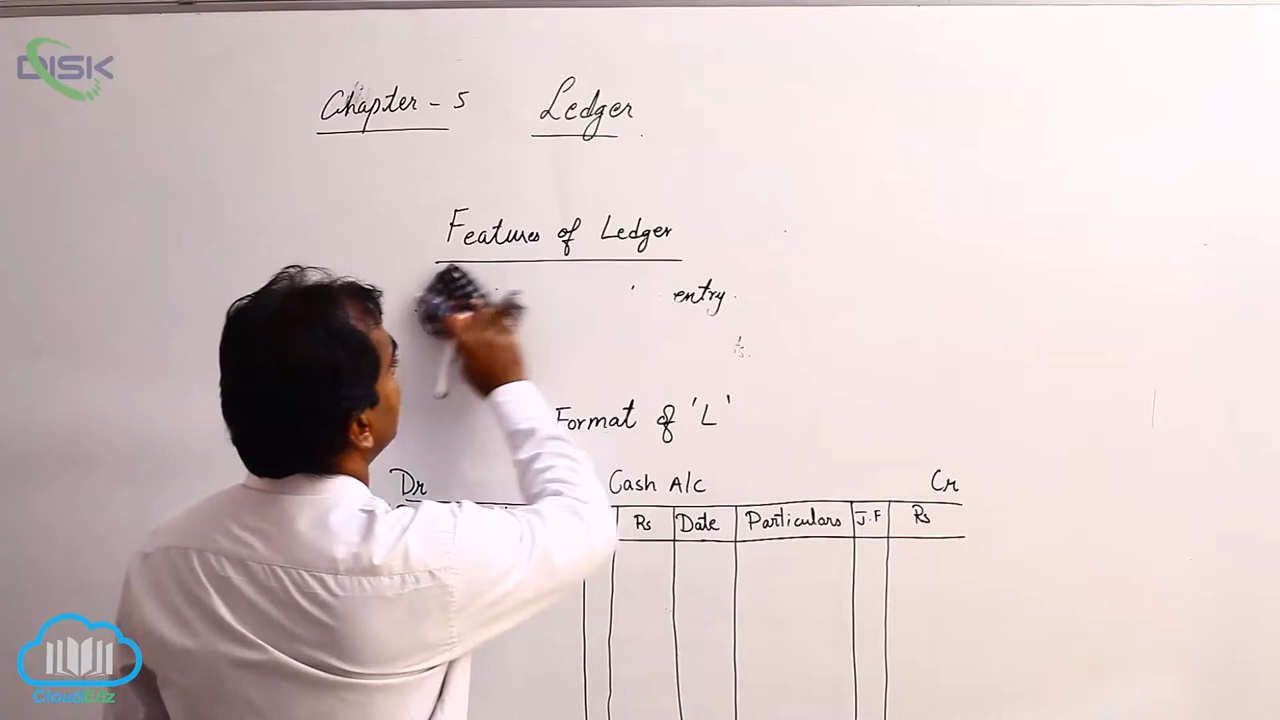 DISK
Chapter - 5 Ledger
Features of Ledger
entry.
Format of 'L'
Dr Cash A/c Cr
Rs Date Particulars J.F Rs
CloudEdz